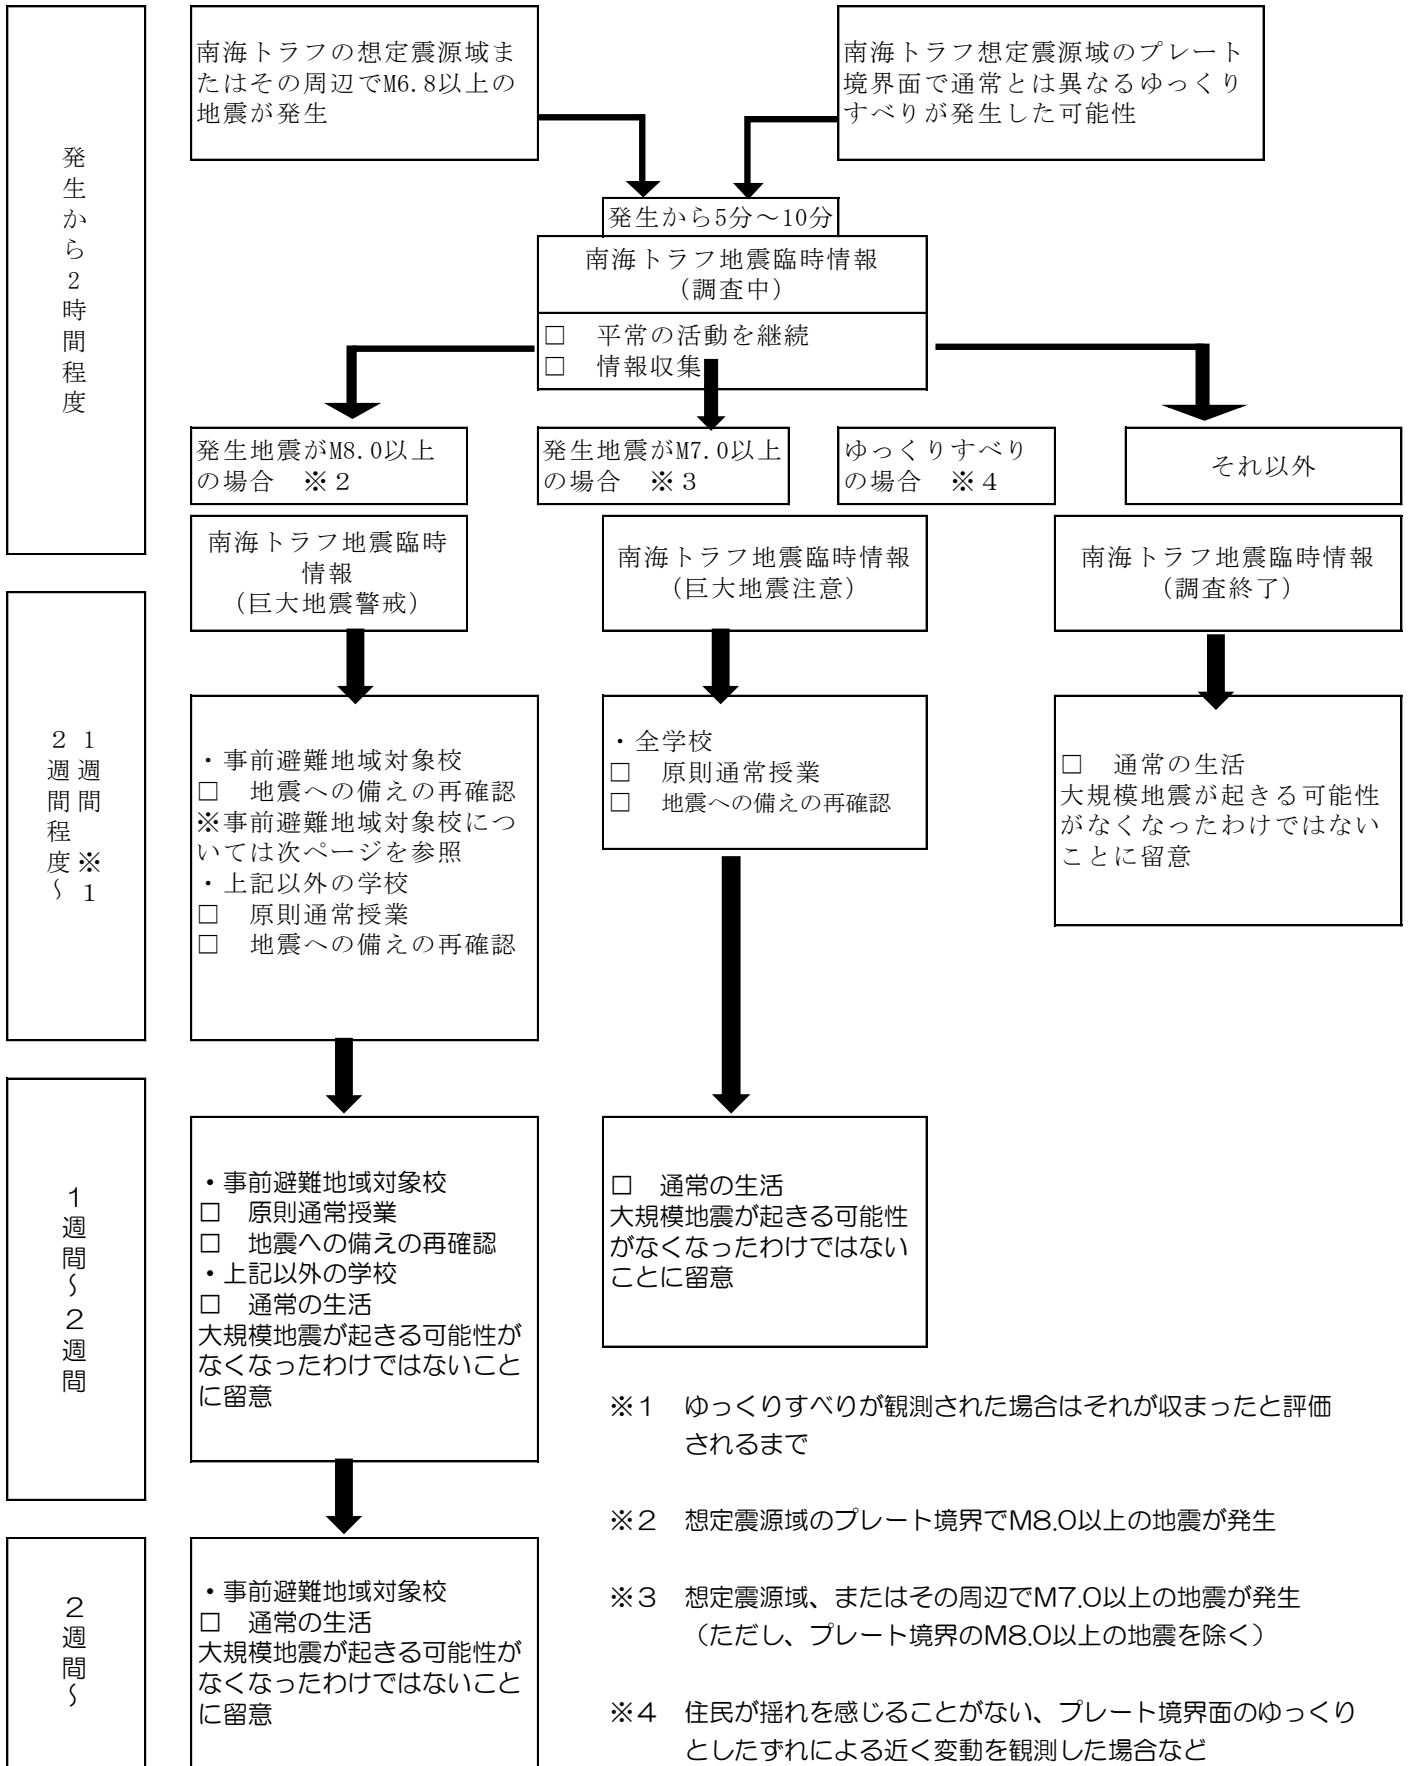 発生から2時間程度
南海トラフの想定震源域ま
たはその周辺でM6.8以上の
地震が発生
南海トラフ想定震源域のプレート
境界面で通常とは異なるゆっくり
すべりが発生した可能性
発生から5分～10分
南海トラフ地震臨時情報
（調査中）
□　平常の活動を継続
□　情報収集
発生地震がM8.0以上
の場合　※２
発生地震がM7.0以上
の場合　※３
ゆっくりすべり
の場合　※４
それ以外
南海トラフ地震臨時
情報
（巨大地震警戒）
南海トラフ地震臨時情報
（巨大地震注意）
南海トラフ地震臨時情報
（調査終了）
1週間　※1
2週間程度～
・事前避難地域対象校
□　地震への備えの再確認
※事前避難地域対象校につ
いては次ページを参照
・上記以外の学校
□　原則通常授業
□　地震への備えの再確認
・全学校
□　原則通常授業
□　地震への備えの再確認
□　通常の生活
大規模地震が起きる可能性
がなくなったわけではない
ことに留意
１週間～２週間
・事前避難地域対象校
□　原則通常授業
□　地震への備えの再確認
・上記以外の学校
□　通常の生活
大規模地震が起きる可能性が
なくなったわけではないこと
に留意
□　通常の生活
大規模地震が起きる可能性
がなくなったわけではない
ことに留意
２週間～
・事前避難地域対象校
□　通常の生活
大規模地震が起きる可能性が
なくなったわけではないこと
に留意
※１　ゆっくりすべりが観測された場合はそれが収まったと評価
されるまで
※２　想定震源域のプレート境界でM8.0以上の地震が発生
※３　想定震源域、またはその周辺でM7.0以上の地震が発生
（ただし、プレート境界のM8.0以上の地震を除く）
※４　住民が揺れを感じることがない、プレート境界面のゆっくり
としたずれによる近く変動を観測した場合など